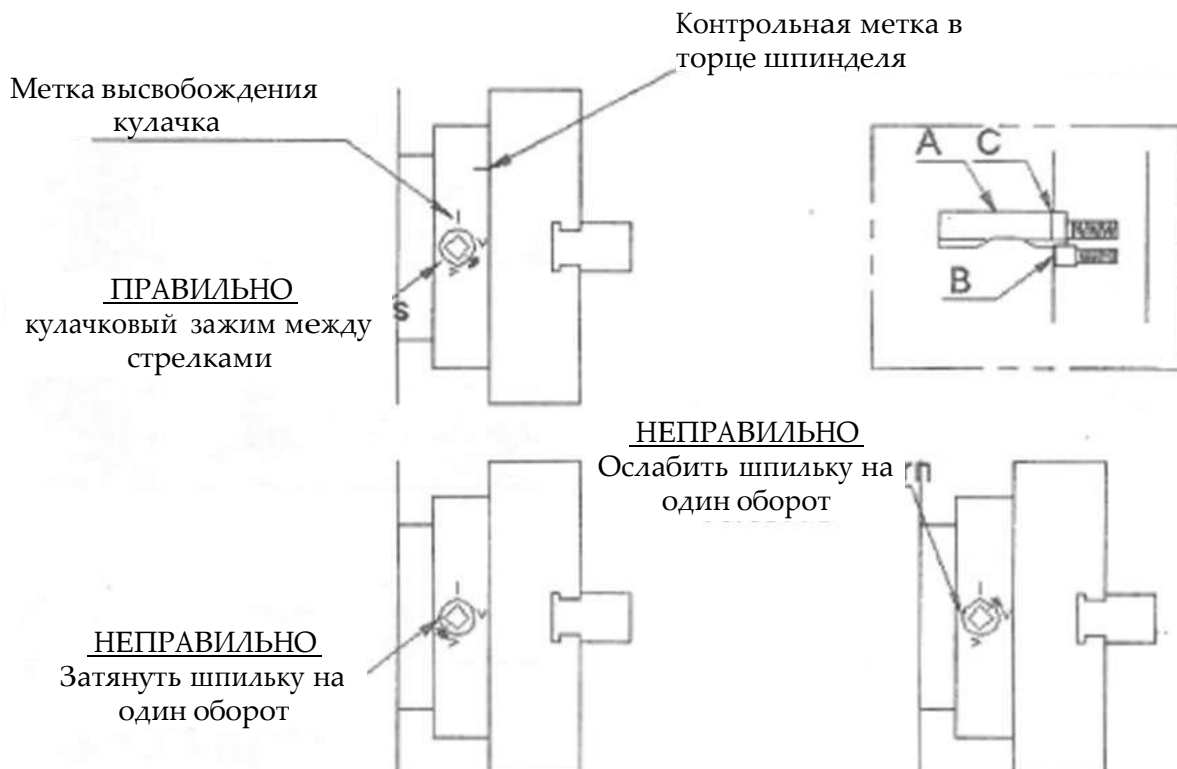 Контрольная метка в
торце шпинделя
Метка высвобождения
кулачка
A C
B
ПРАВИЛЬНО
кулачковый зажим между
стрелками
s
НЕПРАВИЛЬНО
Ослабить шпильку на
один оборот
rn
НЕПРАВИЛЬНО
Затянуть шпильку на
один оборот